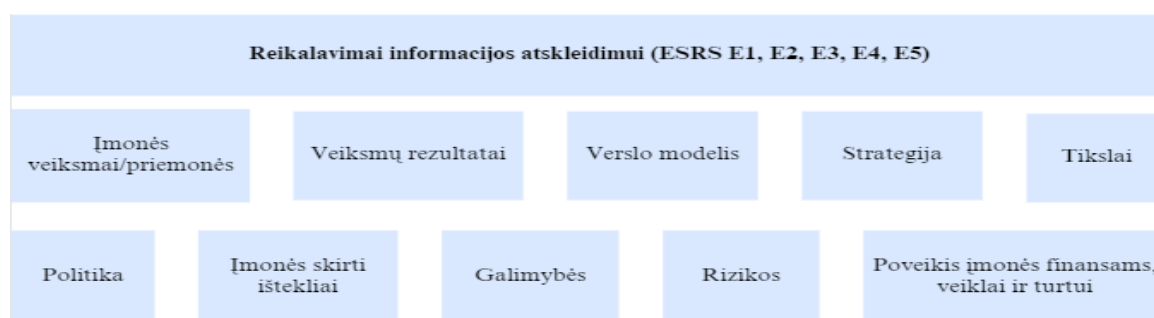 Reikalavimai informacijos atskleidimui (ESRS E1, E2, E3, E4, E5)
Įmonės
veiksmai/priemonės
Veiksmų rezultatai
Verslo modelis
Strategija
Tikslai
Politika
Įmonės skirti
ištekliai
Galimybės
Rizikos
Poveikis įmonės finansams,
veiklai ir turtui